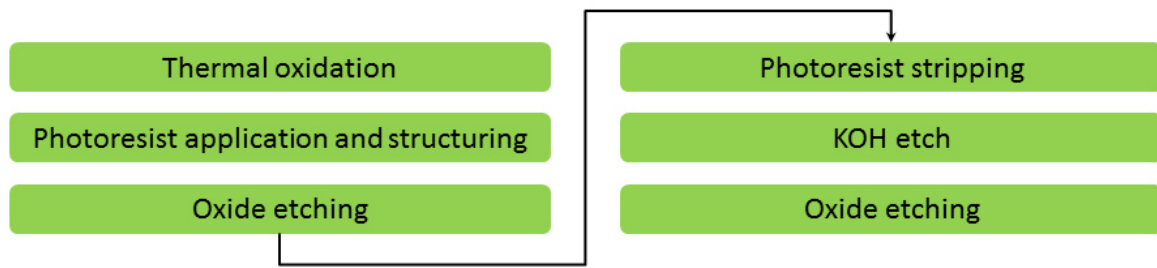 Thermal oxidation
Photoresist application and structuring
Oxide etching
Photoresist stripping
KOH etch
Oxide etching